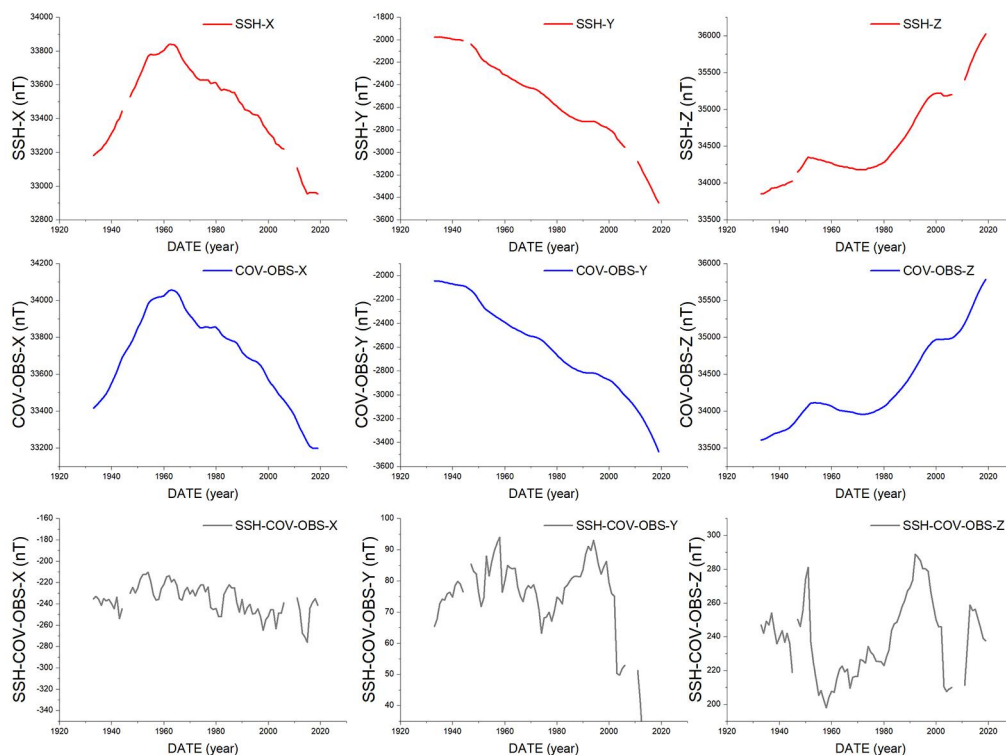 SSH-X
SSH-X (nT)
34000
33800
33600
33400
33200
33000
32800
1920 1940 1960 1980 2000 2020
DATE (year)
SSH-Y
SSH-Y (nT)
-1800
-2000
-2200
-2400
-2600
-2800
-3000
-3200
-3400
-3600
1920 1940 1960 1980 2000 2020
DATE (year)
SSH-Z
SSH-Z (nT)
36000
35500
35000
34500
34000
33500
1920 1940 1960 1980 2000 2020
DATE (year)
COV-OBS-X
COV-OBS-X (nT)
34200
34000
33800
33600
33400
33200
1920 1940 1960 1980 2000 2020
DATE (year)
COV-OBS-Y
COV-OBS-Y (nT)
-2000
-2200
-2400
-2600
-2800
-3000
-3200
-3400
-3600
1920 1940 1960 1980 2000 2020
DATE (year)
COV-OBS-Z
COV-OBS-Z (nT)
36000
35500
35000
34500
34000
33500
1920 1940 1960 1980 2000 2020
DATE (year)
SSH-COV-OBS-X
SSH-COV-OBS-X (nT)
-160
-180
-200
-220
-240
-260
-280
-300
-320
-340
1920 1940 1960 1980 2000 2020
DATE (year)
SSH-COV-OBS-Y
SSH-COV-OBS-Y (nT)
100
90
80
70
60
50
40
1920 1940 1960 1980 2000 2020
DATE (year)
SSH-COV-OBS-Z
SSH-COV-OBS-Z (nT)
300
280
260
240
220
200
1920 1940 1960 1980 2000 2020
DATE (year)